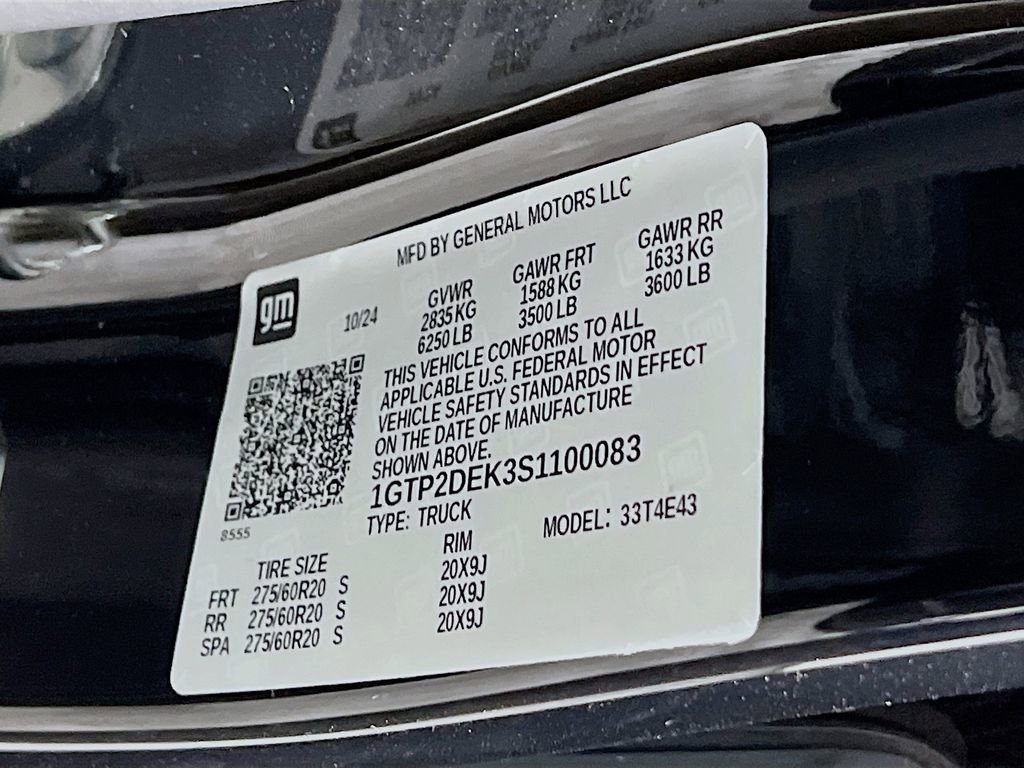 MFD BY GENERAL MOTORS LLC
gm
10/24
GVWR GAWR FRT GAWR RR
2835 KG 1588 KG 1633 KG
6250 LB 3500 LB 3600 LB
THIS VEHICLE CONFORMS TO ALL
APPLICABLE U.S. FEDERAL MOTOR
VEHICLE SAFETY STANDARDS IN EFFECT
ON THE DATE OF MANUFACTURE
SHOWN ABOVE.
1GTP2DEK3S1100083
8555
TYPE: TRUCK MODEL: 33T4E43
TIRE SIZE RIM
FRT 275/60R20 S 20X9J
RR 275/60R20 S 20X9J
SPA 275/60R20 S 20X9J